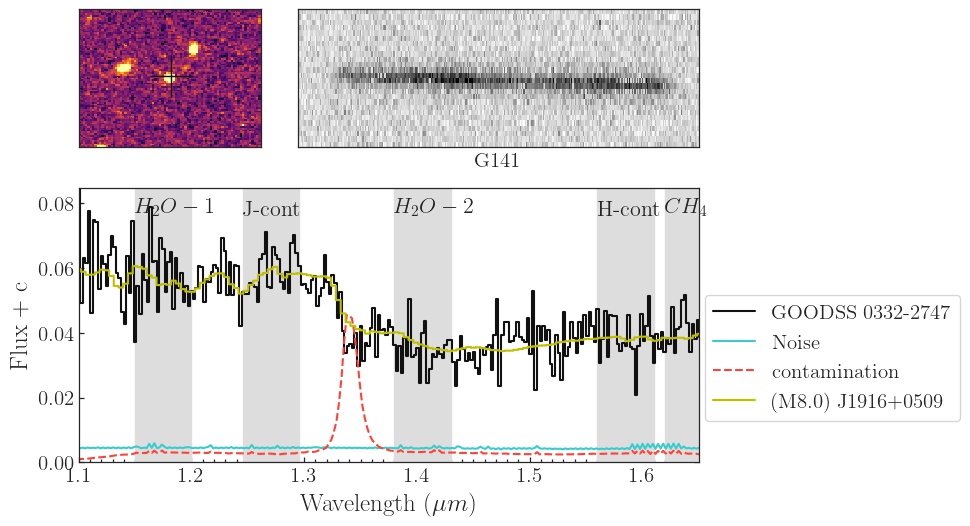 G141
H₂O − 1
J-cont
H₂O − 2
H-cont
CH₄
0.08
0.06
0.04
0.02
0.00
Flux + c
1.1
1.2
1.3
1.4
1.5
1.6
Wavelength (μm)
GOODSS 0332-2747
Noise
contamination
(M8.0) J1916+0509